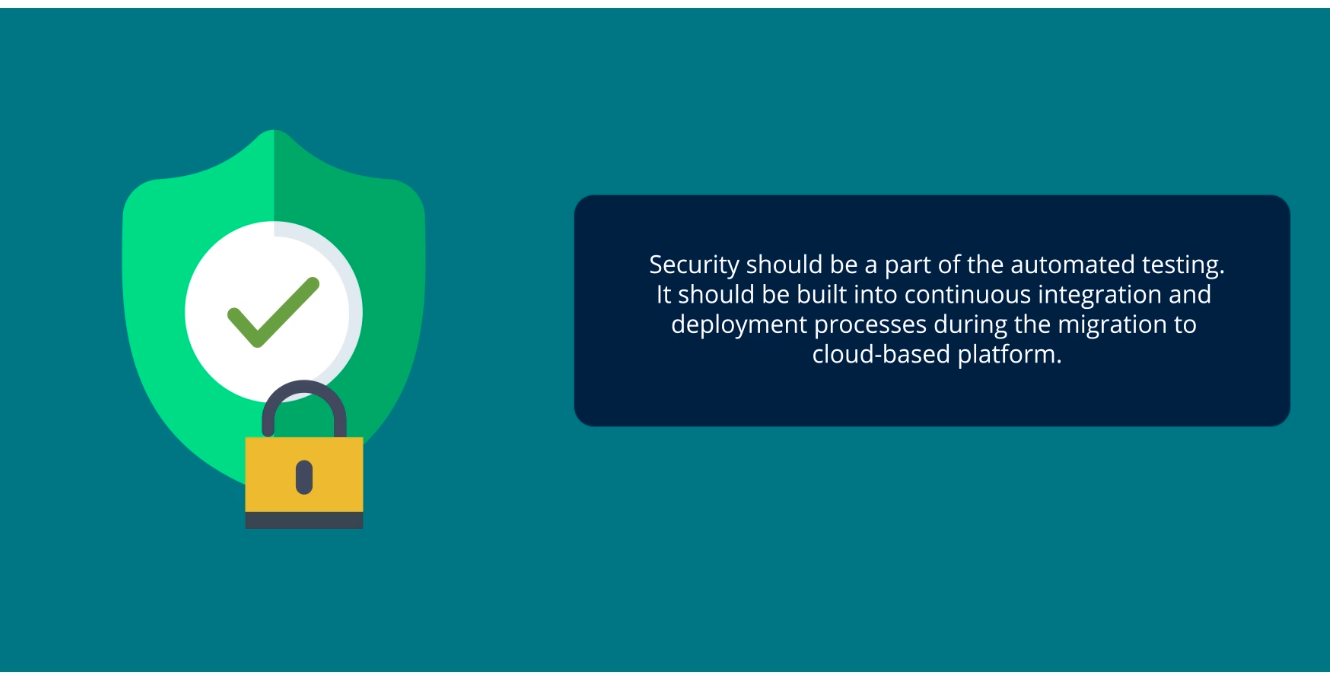 Security should be a part of the automated testing.
It should be built into continuous integration and
deployment processes during the migration to
cloud-based platform.